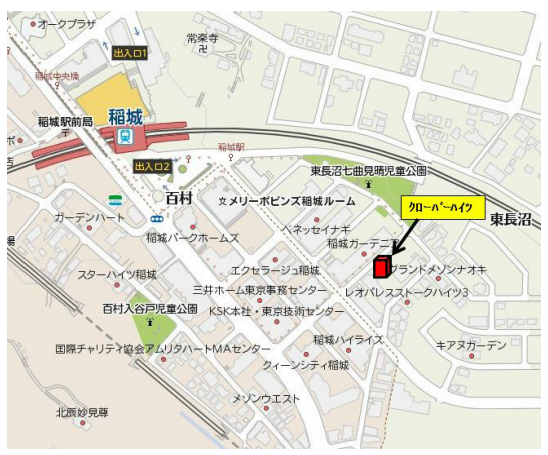 オークプラザ
出入口1
常楽寺
稲城中央橋
稲城駅前局
稲城
ポ
店
出入口2
稲城駅
東長沼七曲見晴児童公園
百村
メリーポピンズ稲城ルーム
クローバーハイツ
東長沼
ガーデンハート
稲城パークホームズ
ベネッセイナギ
稲城ガーデニア
場
スターハイツ稲城
エクセラージュ稲城
グランドメゾンナオキ
三井ホーム東京事務センター
レオパレスストークハイツ3
百村入谷戸児童公園
KSK本社・東京技術センター
国際チャリティ協会アムリタハートMAセンター
稲城ハイライズ
キアヌガーデン
クィーンシティ稲城
メゾンウエスト
北辰妙見尊